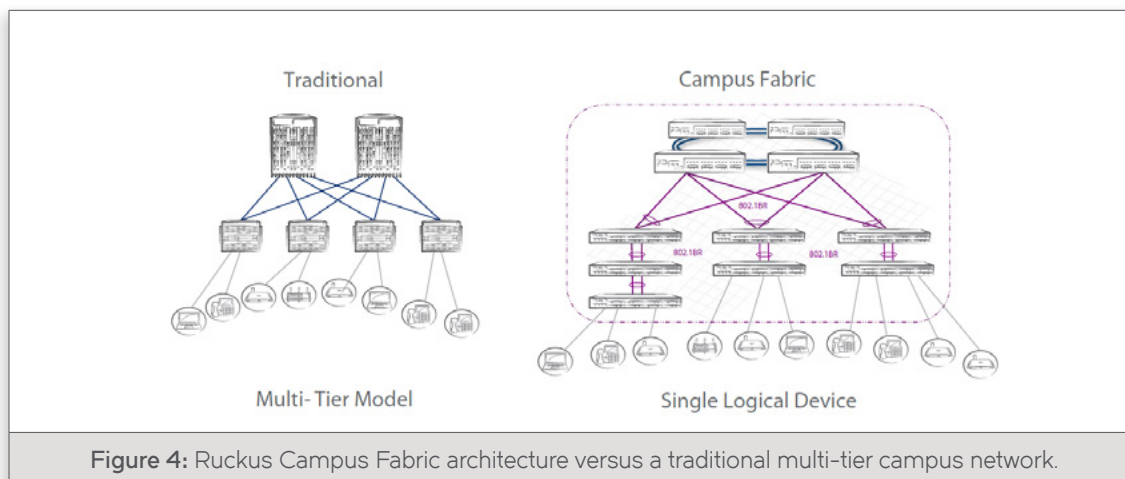 Traditional
Campus Fabric
802.1BR
802.1BR
802.1BR
Multi- Tier Model
Single Logical Device
Figure 4: Ruckus Campus Fabric architecture versus a traditional multi-tier campus network.